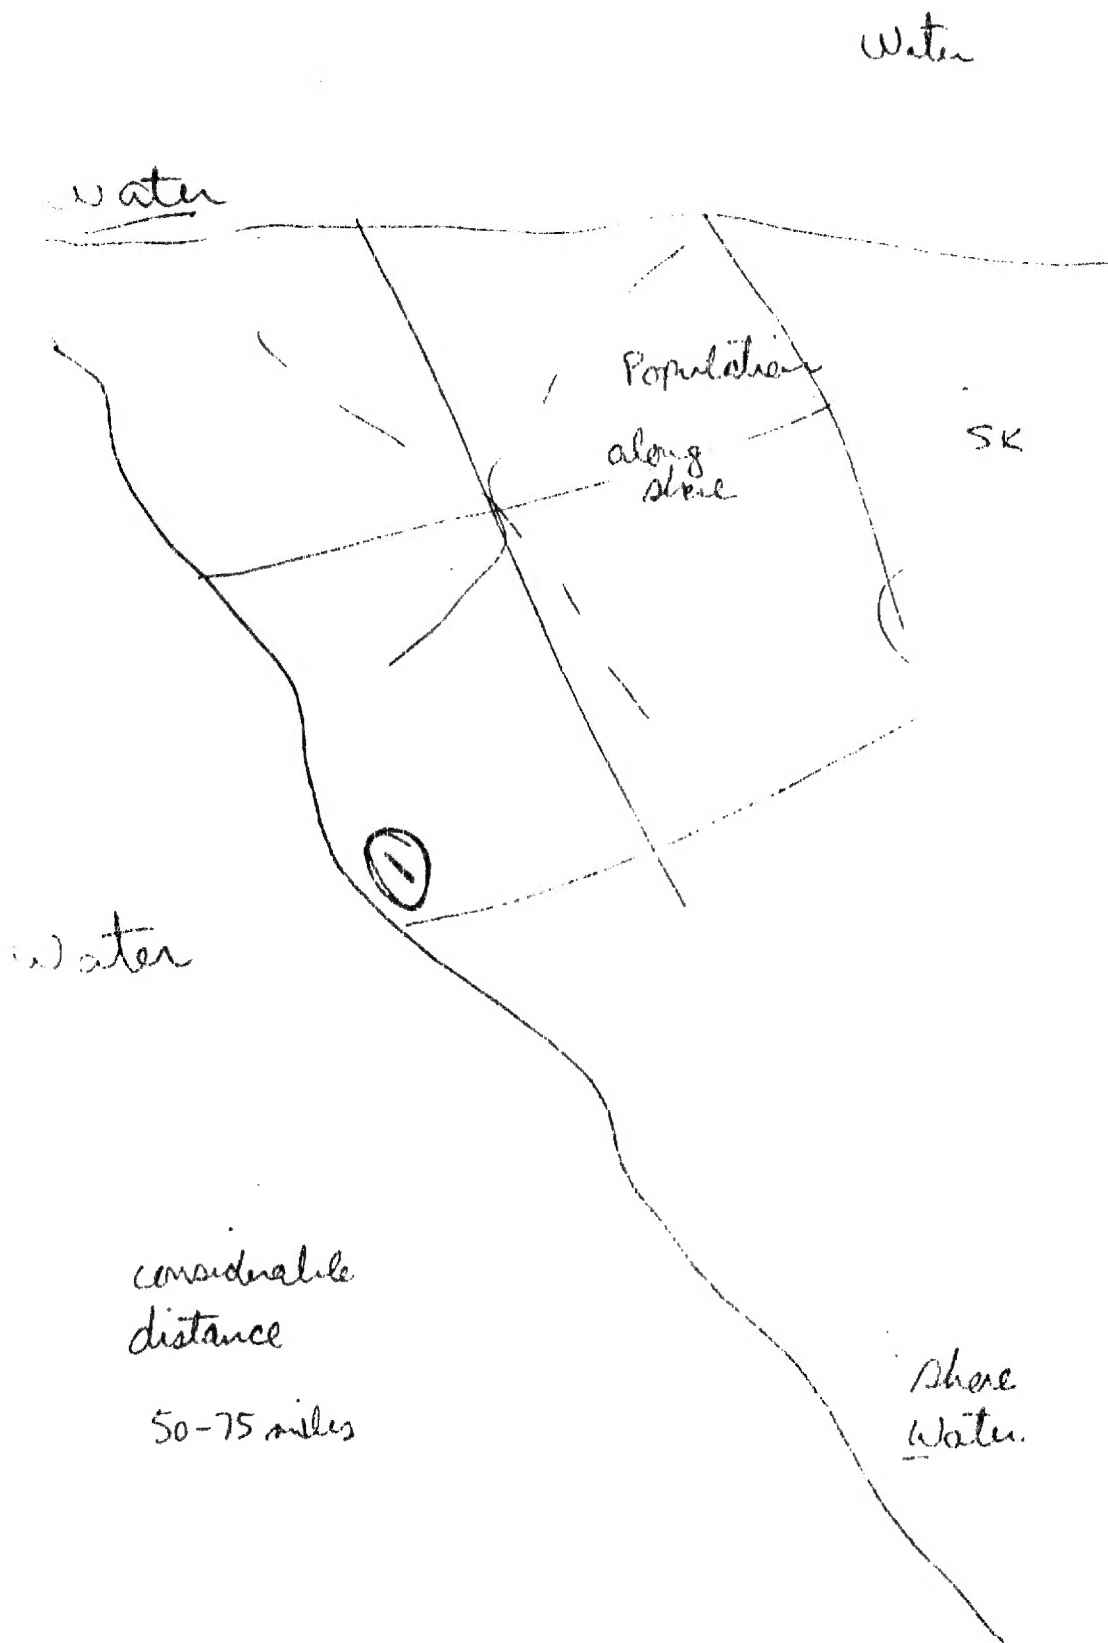 Water
Water
Population
along
shore
SK
Water
considerable
distance
50-75 miles
shore
Water.